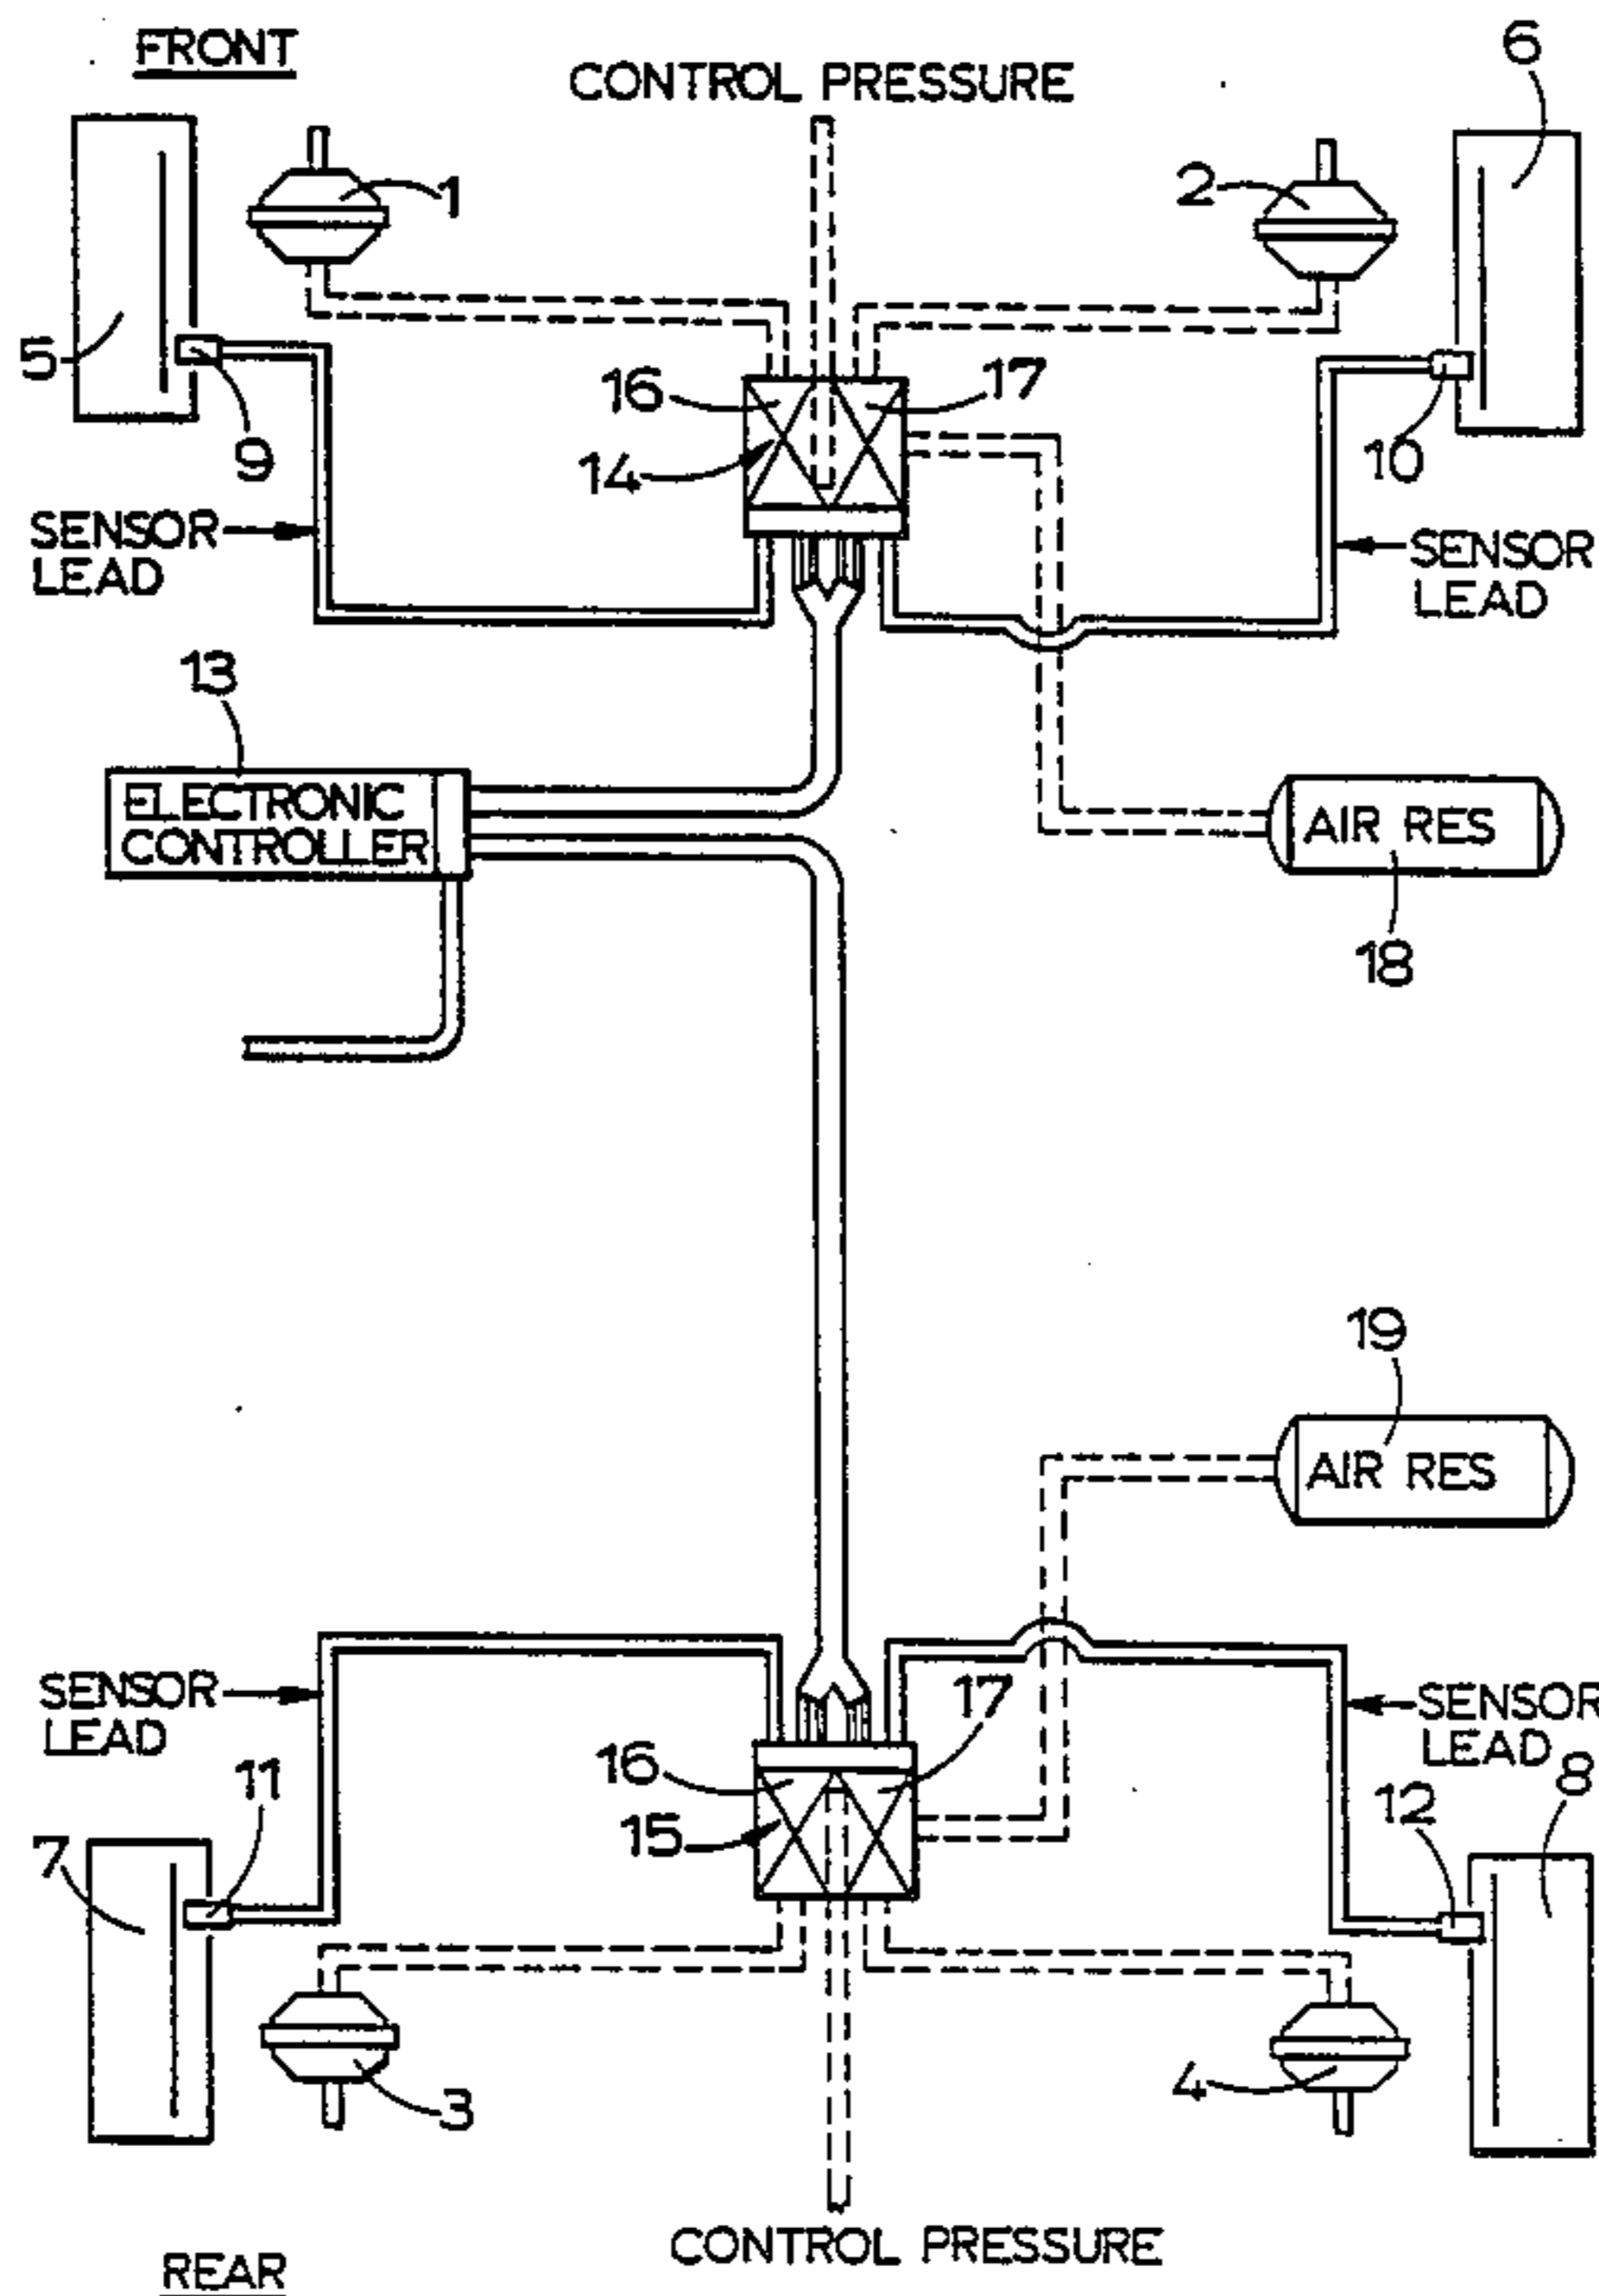 FRONT
CONTROL PRESSURE
6
1
2
5
16
17
9
14
10
SENSOR
LEAD
SENSOR
LEAD
13
ELECTRONIC
CONTROLLER
AIR RES
18
19
AIR RES
SENSOR
LEAD
17
SENSOR
LEAD
16
11
8
12
15
7
3
4
CONTROL PRESSURE
REAR